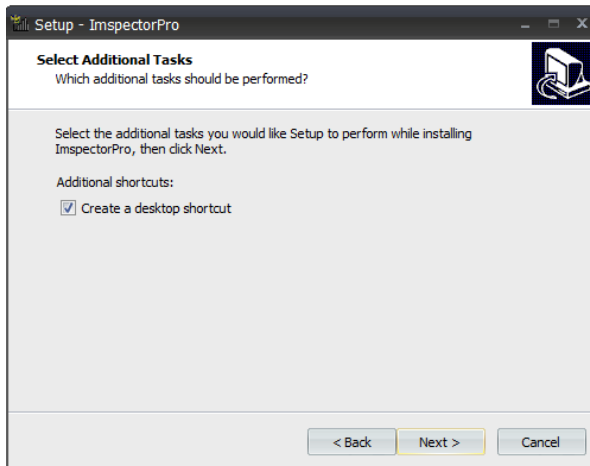 Setup - ImspectorPro
Select Additional Tasks
Which additional tasks should be performed?
Select the additional tasks you would like Setup to perform while installing
ImspectorPro, then click Next.
Additional shortcuts:
Create a desktop shortcut
< Back Next > Cancel